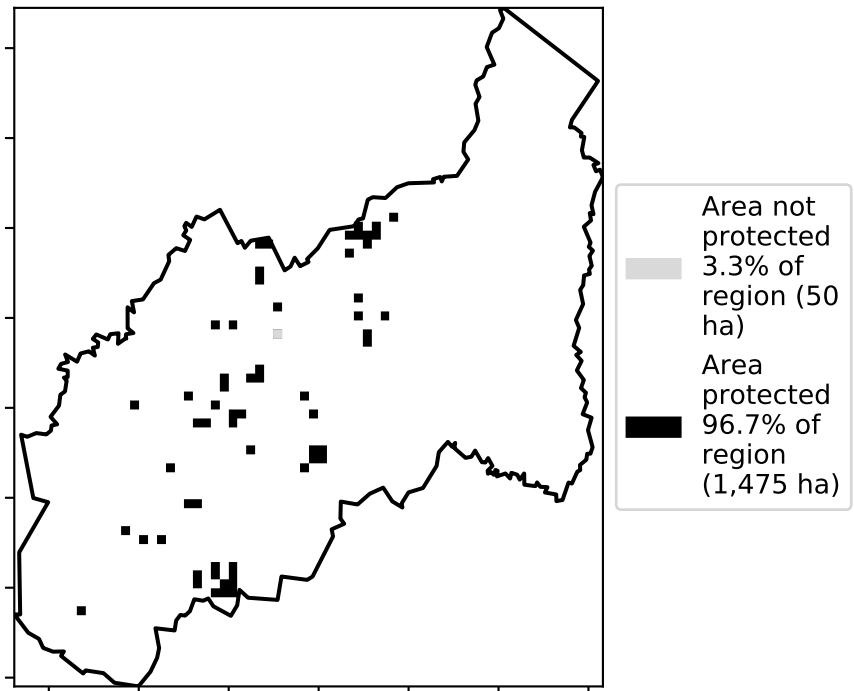 Area not
protected
3.3% of
region (50
ha)
Area
protected
96.7% of
region
(1,475 ha)